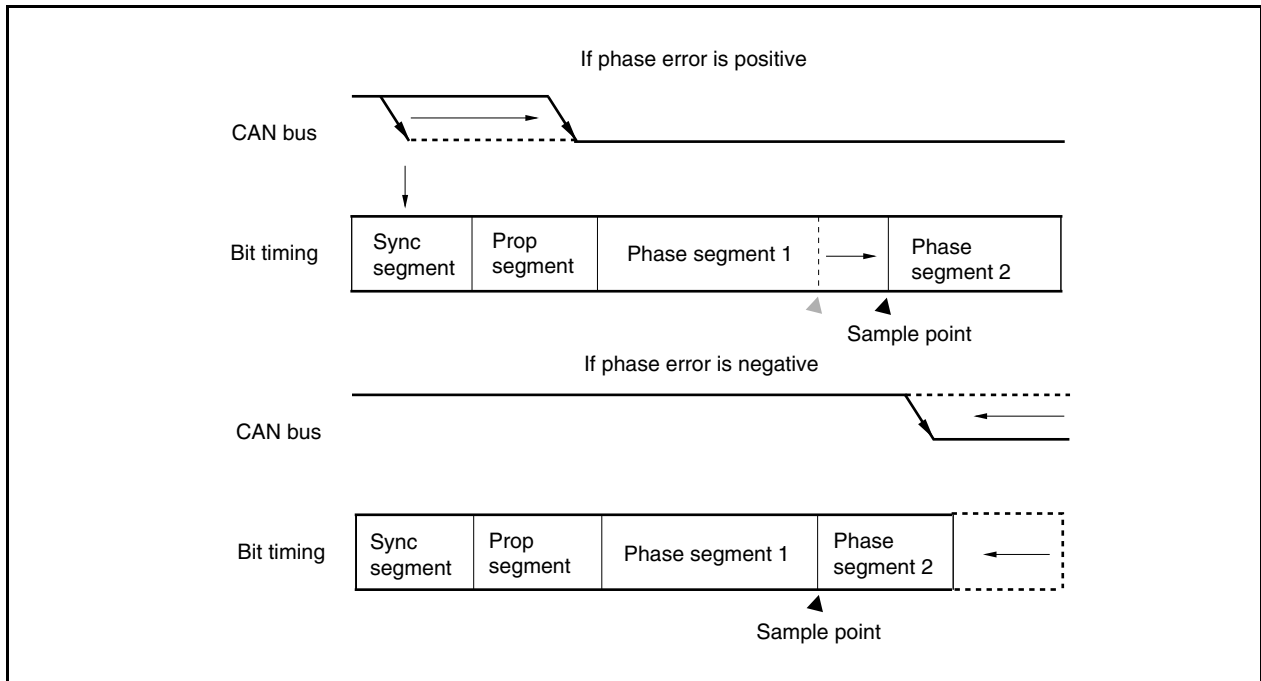 If phase error is positive
CAN bus
Bit timing
Sync
segment
Prop
segment
Phase segment 1
Phase
segment 2
Sample point
If phase error is negative
CAN bus
Bit timing
Sync
segment
Prop
segment
Phase segment 1
Phase
segment 2
Sample point